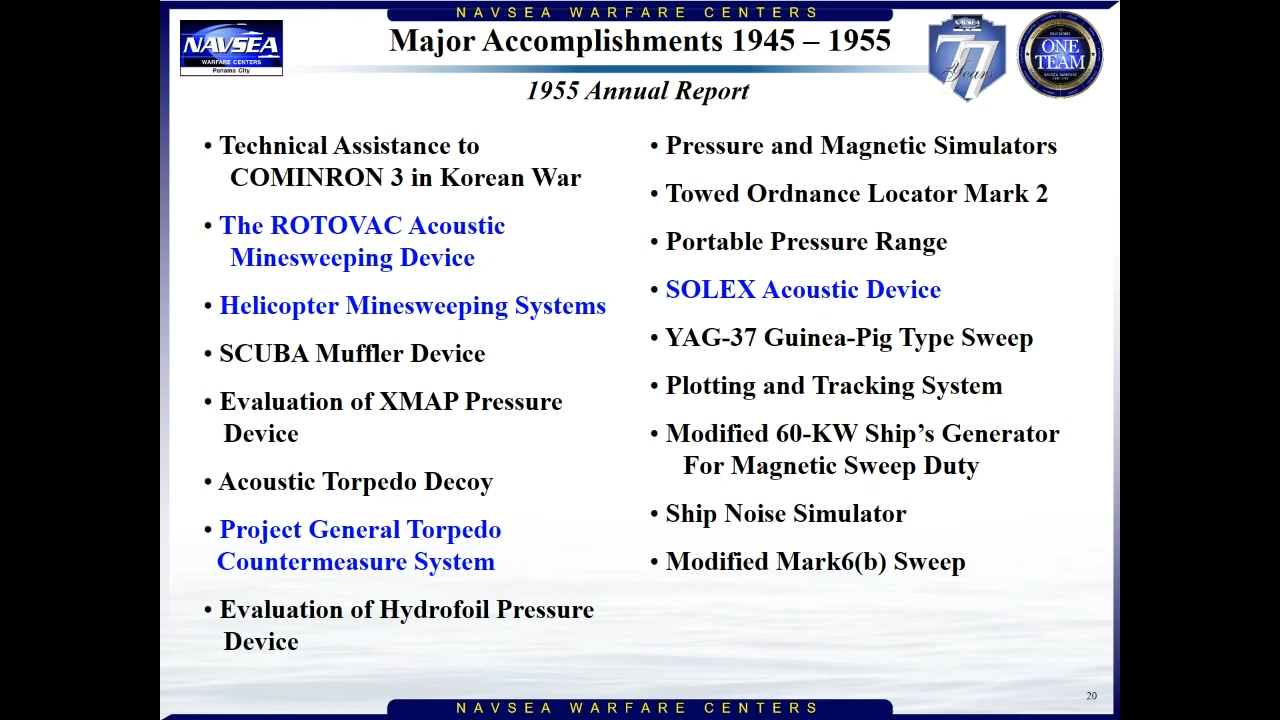 NAVSEA WARFARE CENTERS
NAVSEA
WARFARE CENTERS
Panama City
Major Accomplishments 1945 – 1955
77
Years
ONE
TEAM
1955 Annual Report
• Technical Assistance to
COMINRON 3 in Korean War
• The ROTOVAC Acoustic
Minesweeping Device
• Helicopter Minesweeping Systems
• SCUBA Muffler Device
• Evaluation of XMAP Pressure
Device
• Acoustic Torpedo Decoy
• Project General Torpedo
Countermeasure System
• Evaluation of Hydrofoil Pressure
Device
• Pressure and Magnetic Simulators
• Towed Ordnance Locator Mark 2
• Portable Pressure Range
• SOLEX Acoustic Device
• YAG-37 Guinea-Pig Type Sweep
• Plotting and Tracking System
• Modified 60-KW Ship’s Generator
For Magnetic Sweep Duty
• Ship Noise Simulator
• Modified Mark6(b) Sweep
20
NAVSEA WARFARE CENTERS